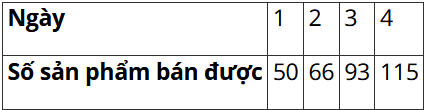 Ngày 1 2 3 4
Số sản phẩm bán được 50 66 93 115